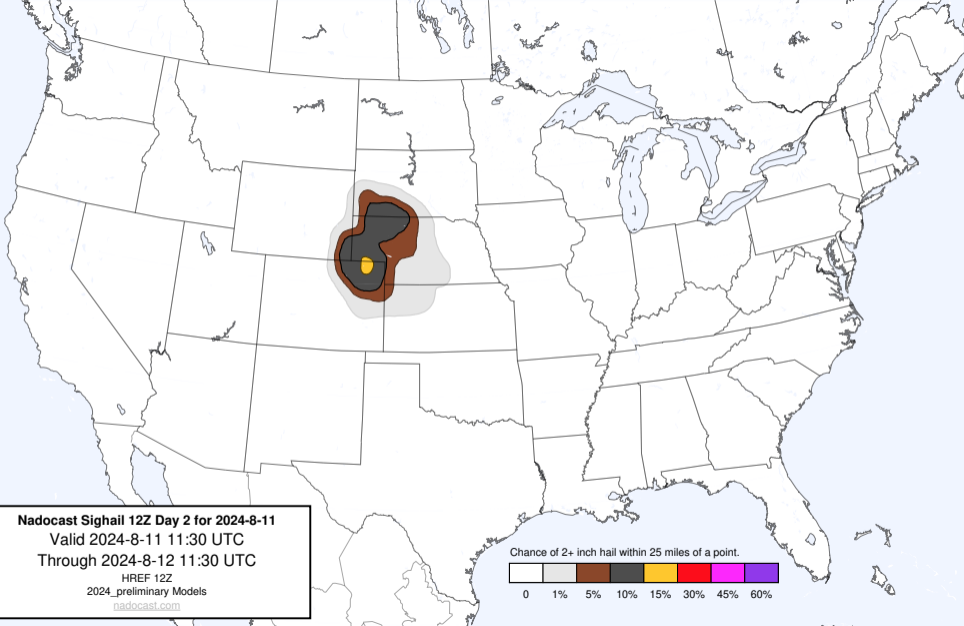 Nadocast Sighail 12Z Day 2 for 2024-8-11
Valid 2024-8-11 11:30 UTC
Through 2024-8-12 11:30 UTC
HREF 12Z
2024_preliminary Models
nadocast.com
Chance of 2+ inch hail within 25 miles of a point.
0 1% 5% 10% 15% 30% 45% 60%